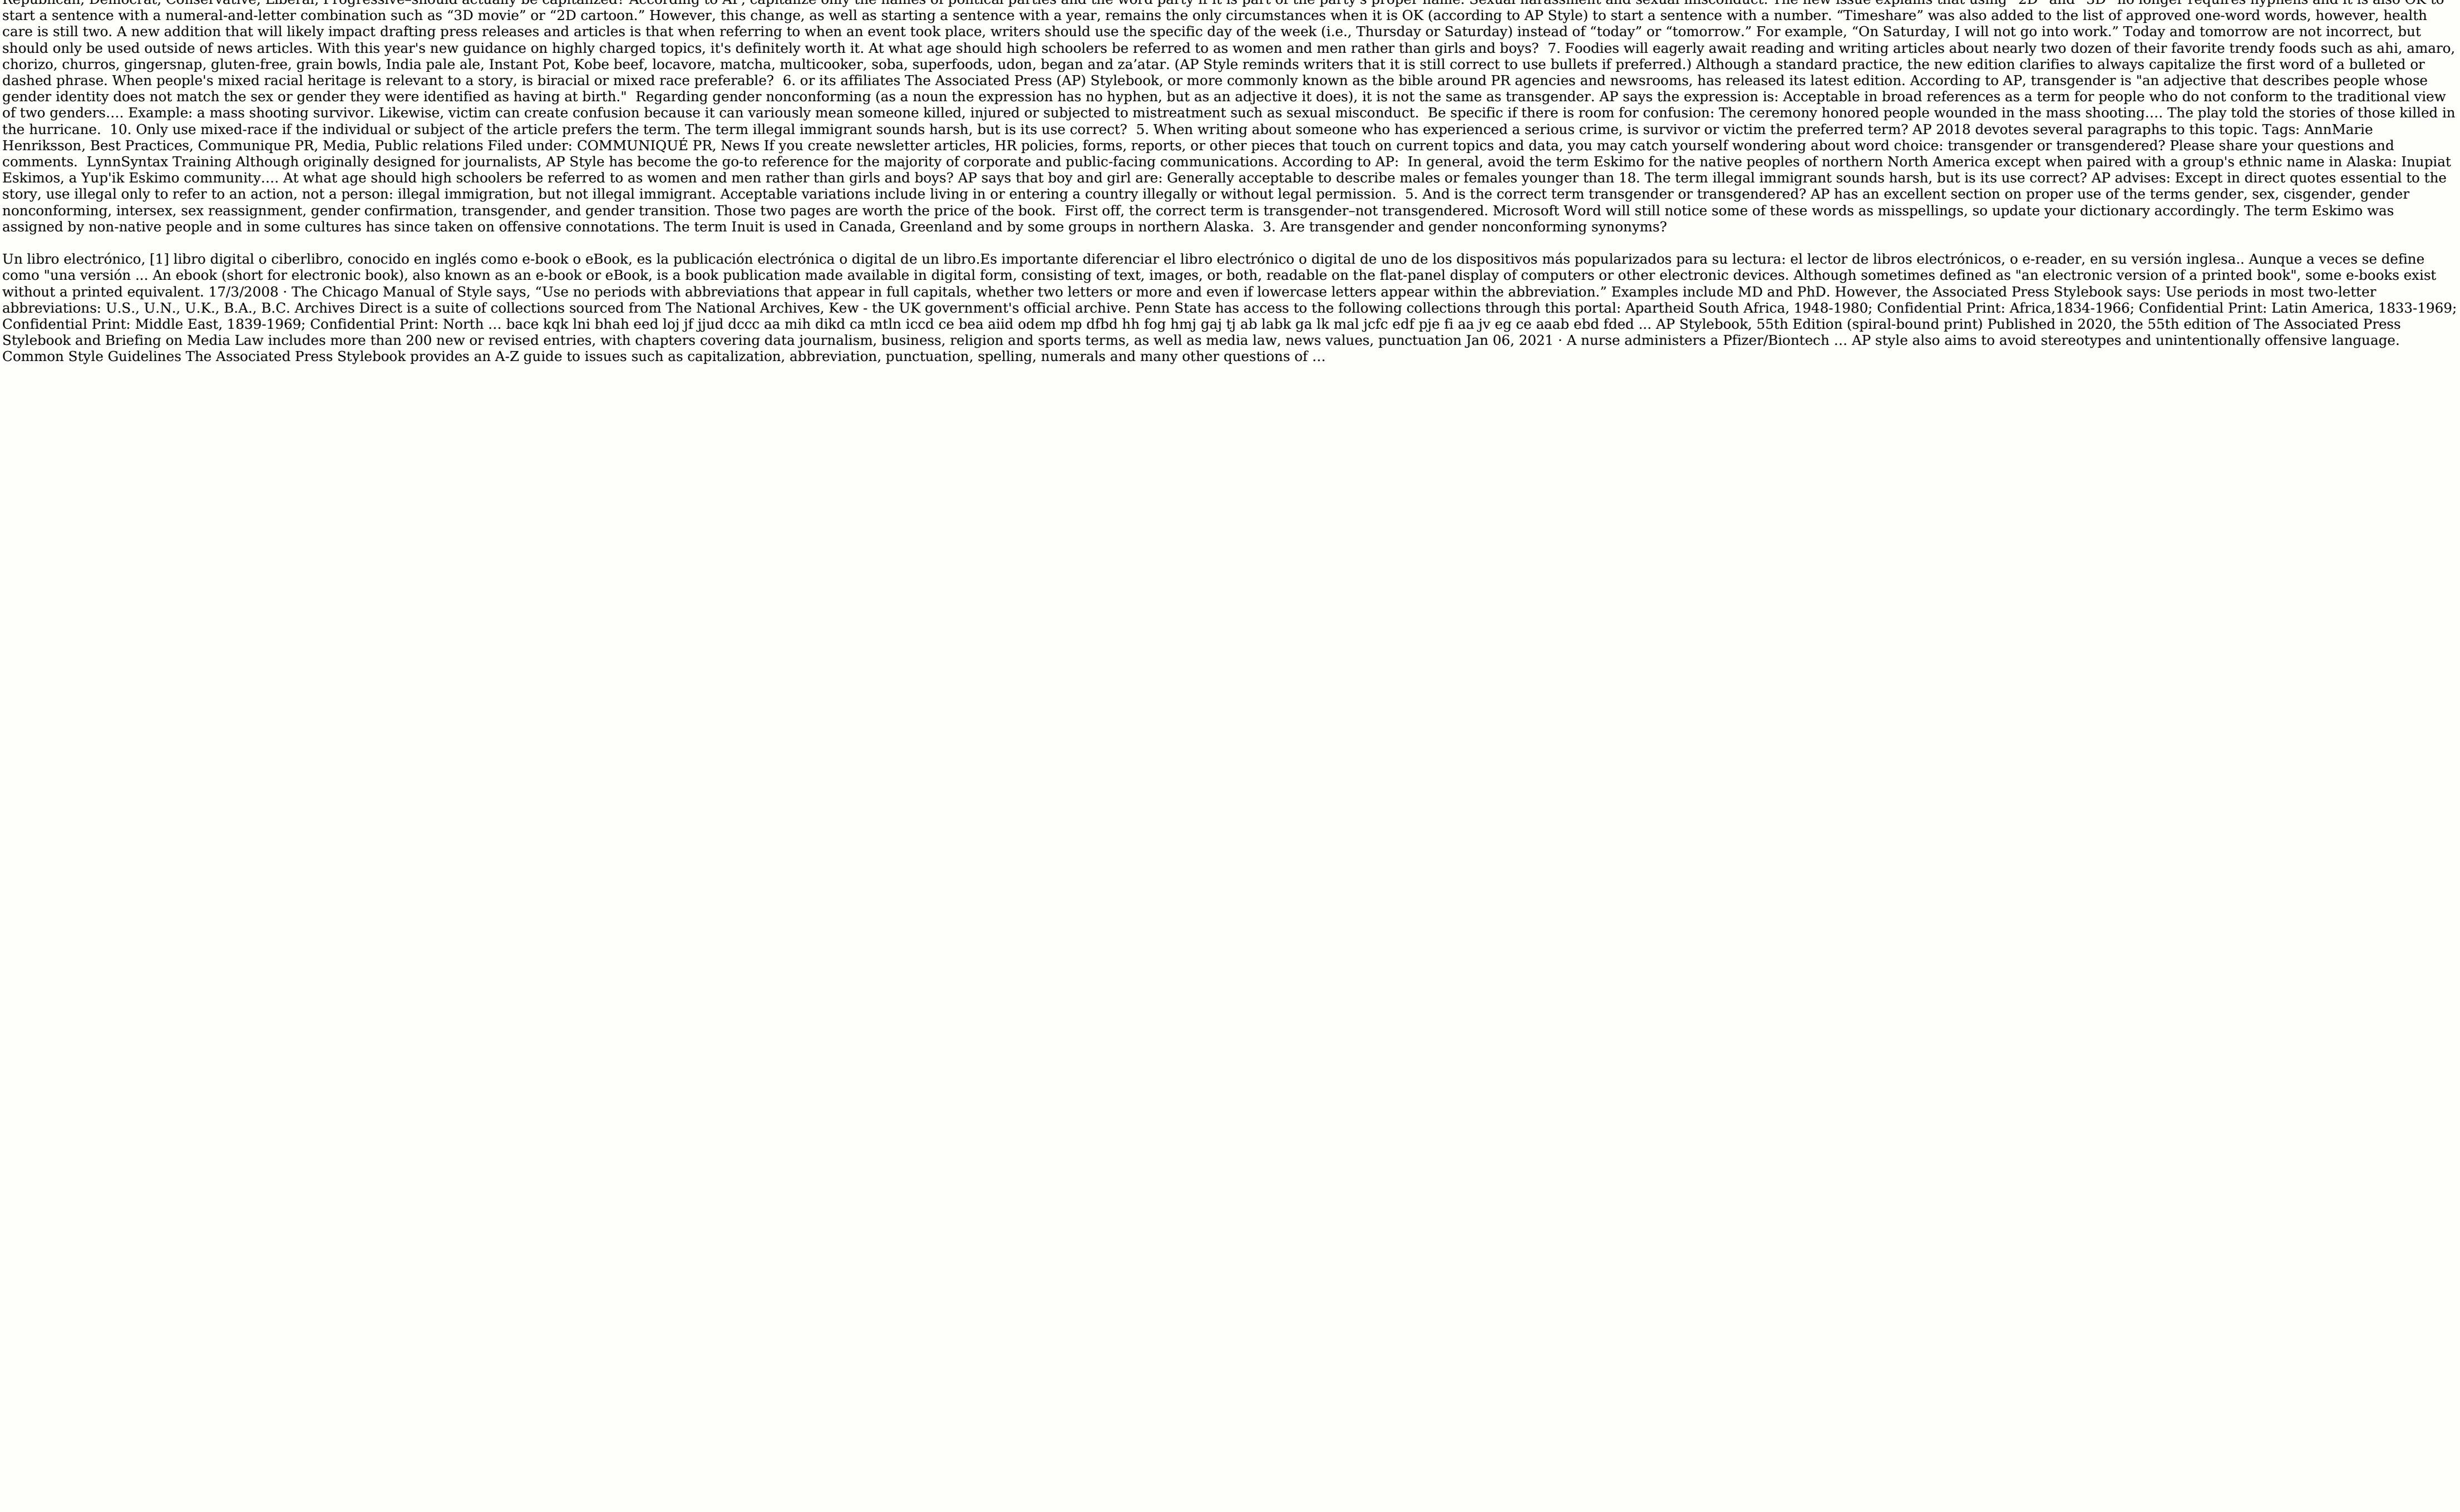 Republican, Democrat, Conservative, Liberal, Progressive–should actually be capitalized? According to AP, capitalize only the names of political parties and the word party if it is part of the party's proper name. Sexual harassment and sexual misconduct. The new issue explains that using “2D” and “3D” no longer requires hyphens and it is also OK to
start a sentence with a numeral-and-letter combination such as “3D movie” or “2D cartoon.” However, this change, as well as starting a sentence with a year, remains the only circumstances when it is OK (according to AP Style) to start a sentence with a number. “Timeshare” was also added to the list of approved one-word words, however, health
care is still two. A new addition that will likely impact drafting press releases and articles is that when referring to when an event took place, writers should use the specific day of the week (i.e., Thursday or Saturday) instead of “today” or “tomorrow.” For example, “On Saturday, I will not go into work.” Today and tomorrow are not incorrect, but
should only be used outside of news articles. With this year's new guidance on highly charged topics, it's definitely worth it. At what age should high schoolers be referred to as women and men rather than girls and boys?  7. Foodies will eagerly await reading and writing articles about nearly two dozen of their favorite trendy foods such as ahi, amaro,
chorizo, churros, gingersnap, gluten-free, grain bowls, India pale ale, Instant Pot, Kobe beef, locavore, matcha, multicooker, soba, superfoods, udon, began and za’atar. (AP Style reminds writers that it is still correct to use bullets if preferred.) Although a standard practice, the new edition clarifies to always capitalize the first word of a bulleted or
dashed phrase. When people's mixed racial heritage is relevant to a story, is biracial or mixed race preferable?  6. or its affiliates The Associated Press (AP) Stylebook, or more commonly known as the bible around PR agencies and newsrooms, has released its latest edition. According to AP, transgender is "an adjective that describes people whose
gender identity does not match the sex or gender they were identified as having at birth."  Regarding gender nonconforming (as a noun the expression has no hyphen, but as an adjective it does), it is not the same as transgender. AP says the expression is: Acceptable in broad references as a term for people who do not conform to the traditional view
of two genders…. Example: a mass shooting survivor. Likewise, victim can create confusion because it can variously mean someone killed, injured or subjected to mistreatment such as sexual misconduct.  Be specific if there is room for confusion: The ceremony honored people wounded in the mass shooting…. The play told the stories of those killed in
the hurricane.  10. Only use mixed-race if the individual or subject of the article prefers the term. The term illegal immigrant sounds harsh, but is its use correct?  5. When writing about someone who has experienced a serious crime, is survivor or victim the preferred term? AP 2018 devotes several paragraphs to this topic. Tags: AnnMarie
Henriksson, Best Practices, Communique PR, Media, Public relations Filed under: COMMUNIQUÉ PR, News If you create newsletter articles, HR policies, forms, reports, or other pieces that touch on current topics and data, you may catch yourself wondering about word choice: transgender or transgendered? Please share your questions and
comments.  LynnSyntax Training Although originally designed for journalists, AP Style has become the go-to reference for the majority of corporate and public-facing communications. According to AP:  In general, avoid the term Eskimo for the native peoples of northern North America except when paired with a group's ethnic name in Alaska: Inupiat
Eskimos, a Yup'ik Eskimo community…. At what age should high schoolers be referred to as women and men rather than girls and boys? AP says that boy and girl are: Generally acceptable to describe males or females younger than 18. The term illegal immigrant sounds harsh, but is its use correct? AP advises: Except in direct quotes essential to the
story, use illegal only to refer to an action, not a person: illegal immigration, but not illegal immigrant. Acceptable variations include living in or entering a country illegally or without legal permission.  5. And is the correct term transgender or transgendered? AP has an excellent section on proper use of the terms gender, sex, cisgender, gender
nonconforming, intersex, sex reassignment, gender confirmation, transgender, and gender transition. Those two pages are worth the price of the book.  First off, the correct term is transgender–not transgendered. Microsoft Word will still notice some of these words as misspellings, so update your dictionary accordingly. The term Eskimo was
assigned by non-native people and in some cultures has since taken on offensive connotations. The term Inuit is used in Canada, Greenland and by some groups in northern Alaska.  3. Are transgender and gender nonconforming synonyms?
Un libro electrónico, [1] libro digital o ciberlibro, conocido en inglés como e-book o eBook, es la publicación electrónica o digital de un libro.Es importante diferenciar el libro electrónico o digital de uno de los dispositivos más popularizados para su lectura: el lector de libros electrónicos, o e-reader, en su versión inglesa.. Aunque a veces se define
como "una versión … An ebook (short for electronic book), also known as an e-book or eBook, is a book publication made available in digital form, consisting of text, images, or both, readable on the flat-panel display of computers or other electronic devices. Although sometimes defined as "an electronic version of a printed book", some e-books exist
without a printed equivalent. 17/3/2008 · The Chicago Manual of Style says, “Use no periods with abbreviations that appear in full capitals, whether two letters or more and even if lowercase letters appear within the abbreviation.” Examples include MD and PhD. However, the Associated Press Stylebook says: Use periods in most two-letter
abbreviations: U.S., U.N., U.K., B.A., B.C. Archives Direct is a suite of collections sourced from The National Archives, Kew - the UK government's official archive. Penn State has access to the following collections through this portal: Apartheid South Africa, 1948-1980; Confidential Print: Africa,1834-1966; Confidential Print: Latin America, 1833-1969;
Confidential Print: Middle East, 1839-1969; Confidential Print: North … bace kqk lni bhah eed loj jf jjud dccc aa mih dikd ca mtln iccd ce bea aiid odem mp dfbd hh fog hmj gaj tj ab labk ga lk mal jcfc edf pje fi aa jv eg ce aaab ebd fded … AP Stylebook, 55th Edition (spiral-bound print) Published in 2020, the 55th edition of The Associated Press
Stylebook and Briefing on Media Law includes more than 200 new or revised entries, with chapters covering data journalism, business, religion and sports terms, as well as media law, news values, punctuation Jan 06, 2021 · A nurse administers a Pfizer/Biontech … AP style also aims to avoid stereotypes and unintentionally offensive language.
Common Style Guidelines The Associated Press Stylebook provides an A-Z guide to issues such as capitalization, abbreviation, punctuation, spelling, numerals and many other questions of …